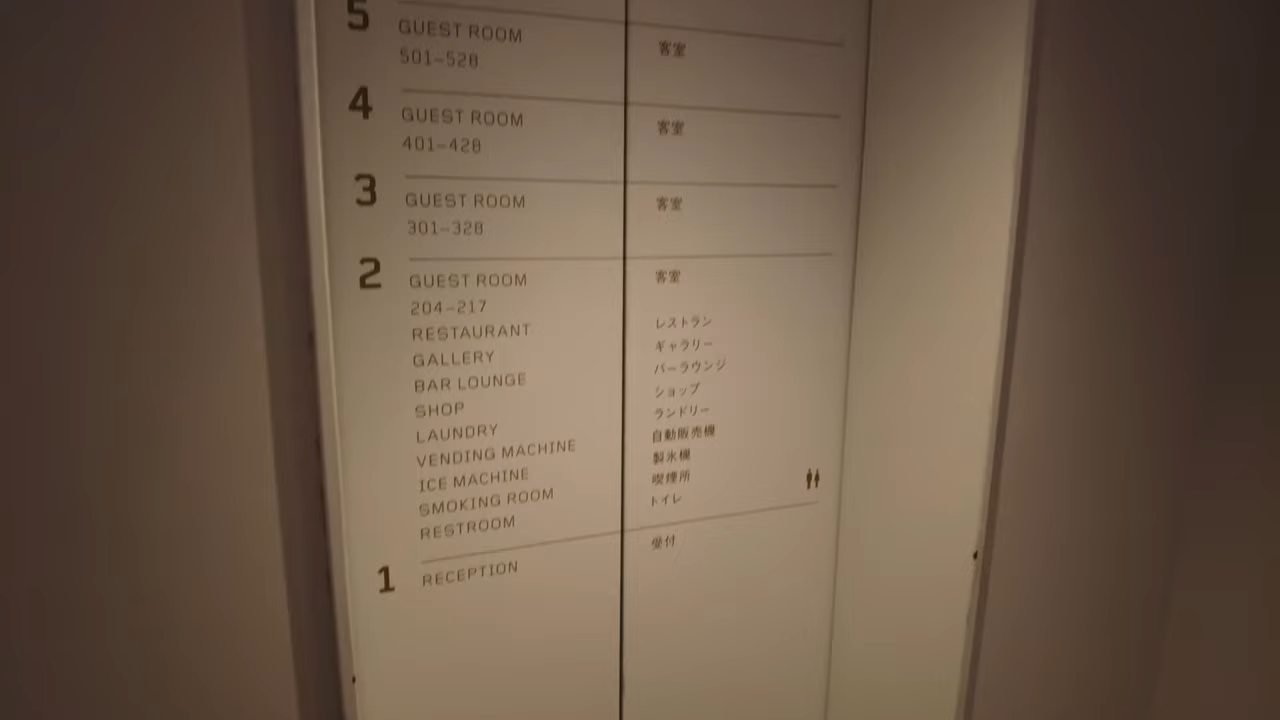 5
GUEST ROOM
客室
501–528
4
GUEST ROOM
客室
401–428
3
GUEST ROOM
客室
301–328
2
GUEST ROOM
客室
204–217
RESTAURANT
レストラン
GALLERY
ギャラリー
BAR LOUNGE
バーラウンジ
SHOP
ショップ
LAUNDRY
ランドリー
VENDING MACHINE
自動販売機
ICE MACHINE
製氷機
SMOKING ROOM
喫煙所
RESTROOM
トイレ
1
RECEPTION
受付